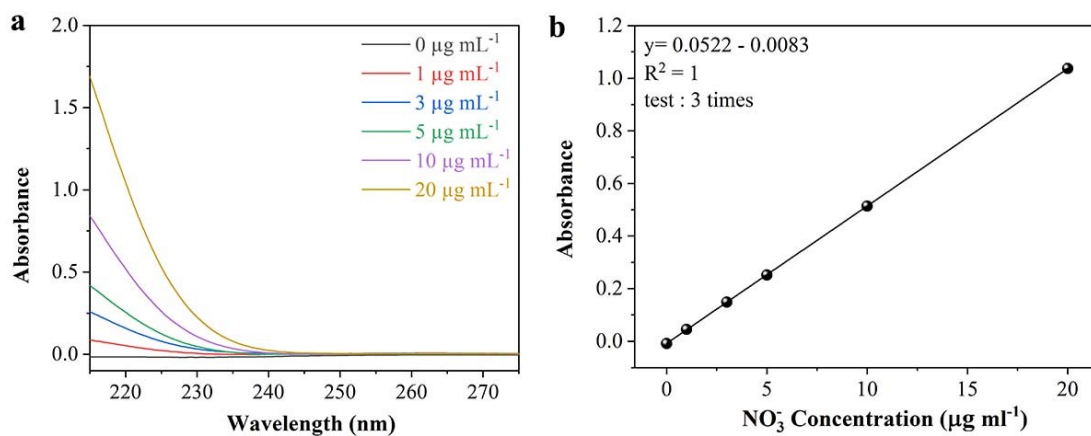 a
2.0
1.5
1.0
0.5
0.0
Absorbance
0 µg mL⁻¹
1 µg mL⁻¹
3 µg mL⁻¹
5 µg mL⁻¹
10 µg mL⁻¹
20 µg mL⁻¹
220 230 240 250 260 270
Wavelength (nm)
b
1.2
1.0
0.8
0.6
0.4
0.2
0.0
Absorbance
y= 0.0522 - 0.0083
R² = 1
test : 3 times
0 5 10 15 20
NO₃⁻ Concentration (µg ml⁻¹)